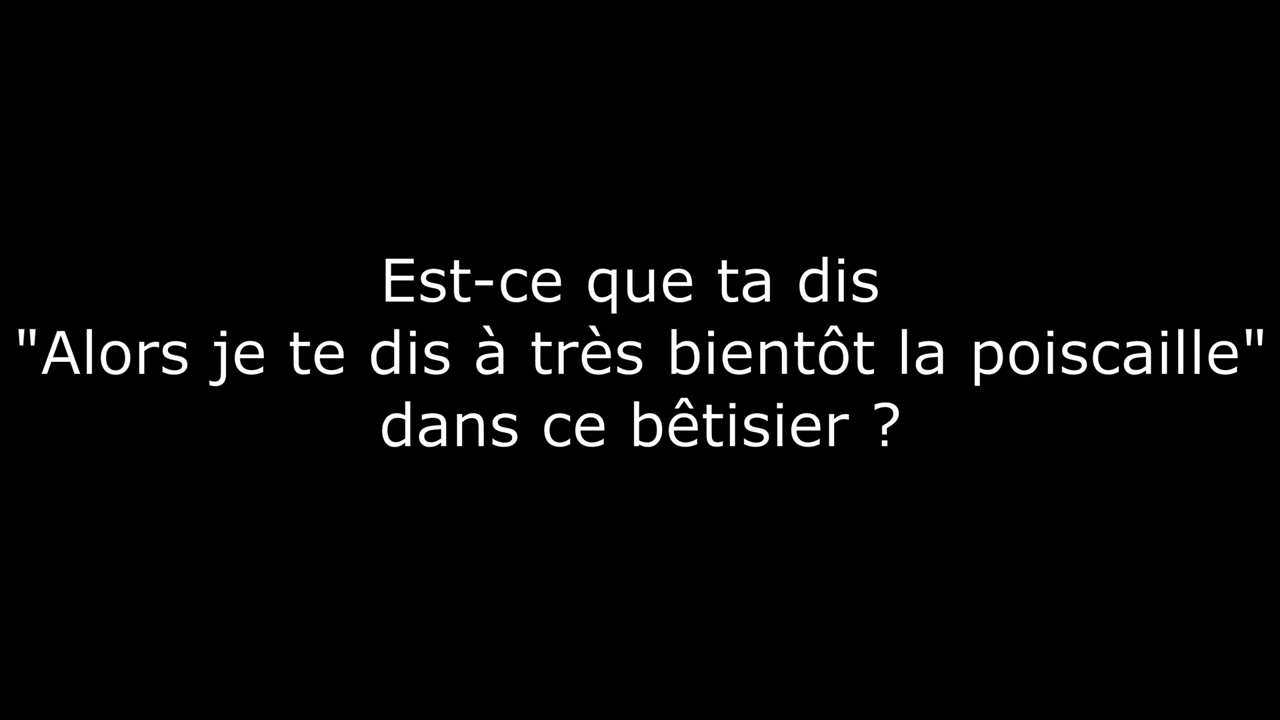 Est-ce que ta dis
"Alors je te dis à très bientôt la poiscaille"
dans ce bêtisier ?